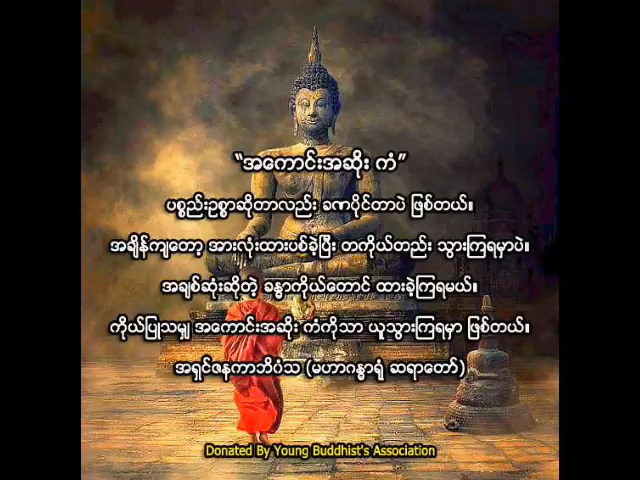 “အကောင်းအဆိုး ကံ”
ပစ္စည်းဥစ္စာဆိုတာလည်း ခဏပိုင်တာပဲ ဖြစ်တယ်။
အချိန်ကျတော့ အားလုံးထားပစ်ခဲ့ပြီး တကိုယ်တည်း သွားကြရမှာပဲ။
အချစ်ဆုံးဆိုတဲ့ ခန္ဓာကိုယ်တောင် ထားခဲ့ကြရမယ်။
ကိုယ်ပြုသမျှ အကောင်းအဆိုး ကံကိုသာ ယူသွားကြရမှာ ဖြစ်တယ်။
အရှင်ဇနကာဘိဝံသ (မဟာဂန္ဓာရုံ ဆရာတော်)
Donated By Young Buddhist's Association